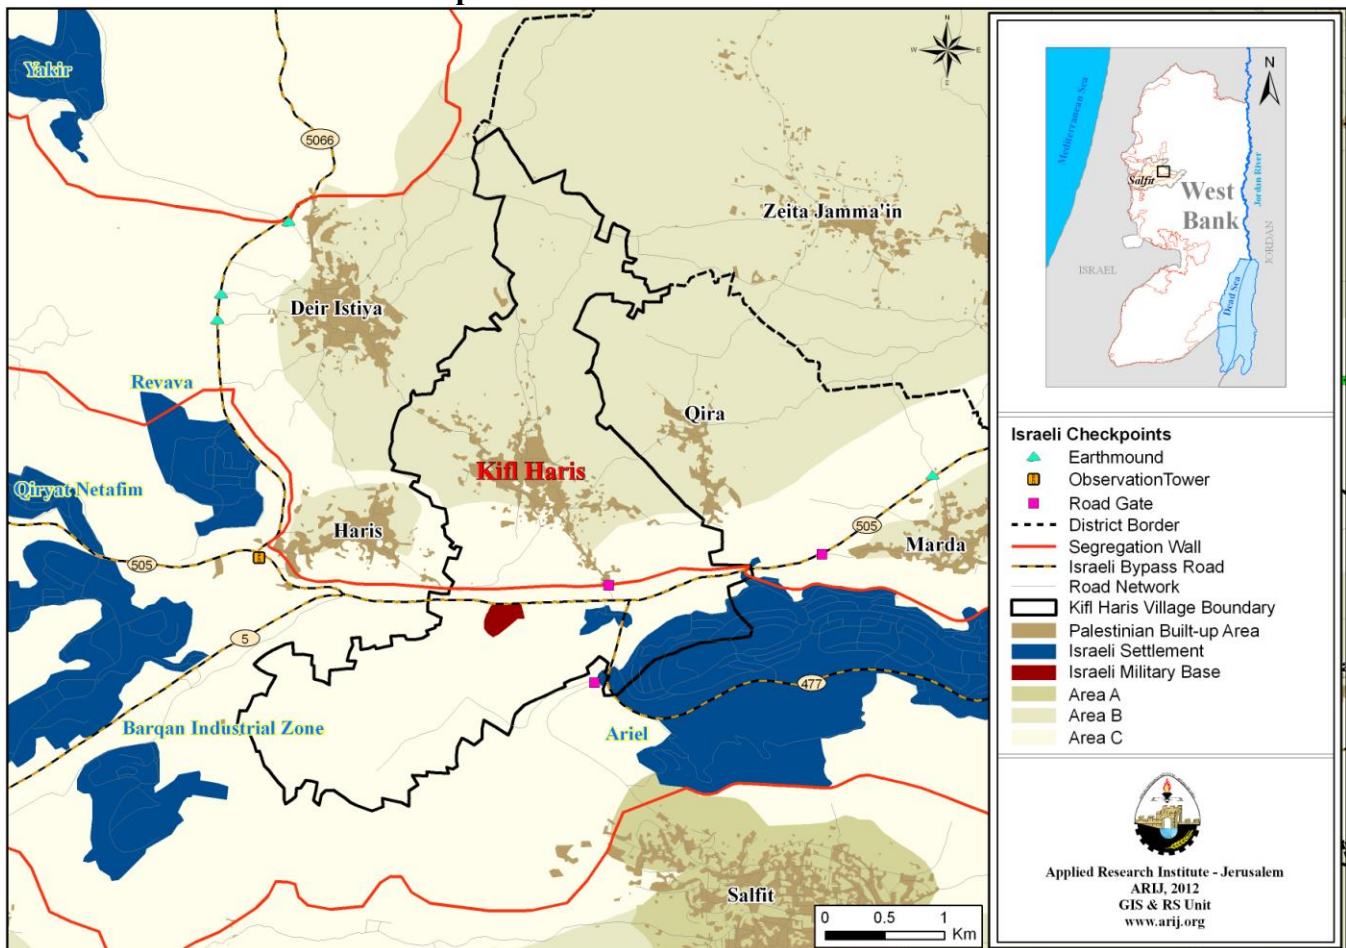 Yakir
5066
Zeita Jamma'in
Deir Istiya
Revava
Qira
Kifl Haris
Qiryat Netafim
Haris
505
Marda
505
5
477
Barqan Industrial Zone
Ariel
Salfit
0 0.5 1
Km
N
W E
E
N
Mediterranean Sea
Salfit
West
Bank
Jordan River
JORDAN
ISRAEL
Dead Sea
Israeli Checkpoints
Earthmound
ObservationTower
Road Gate
District Border
Segregation Wall
Israeli Bypass Road
Road Network
Kifl Haris Village Boundary
Palestinian Built-up Area
Israeli Settlement
Israeli Military Base
Area A
Area B
Area C
Applied Research Institute - Jerusalem
ARIJ, 2012
GIS & RS Unit
www.arij.org